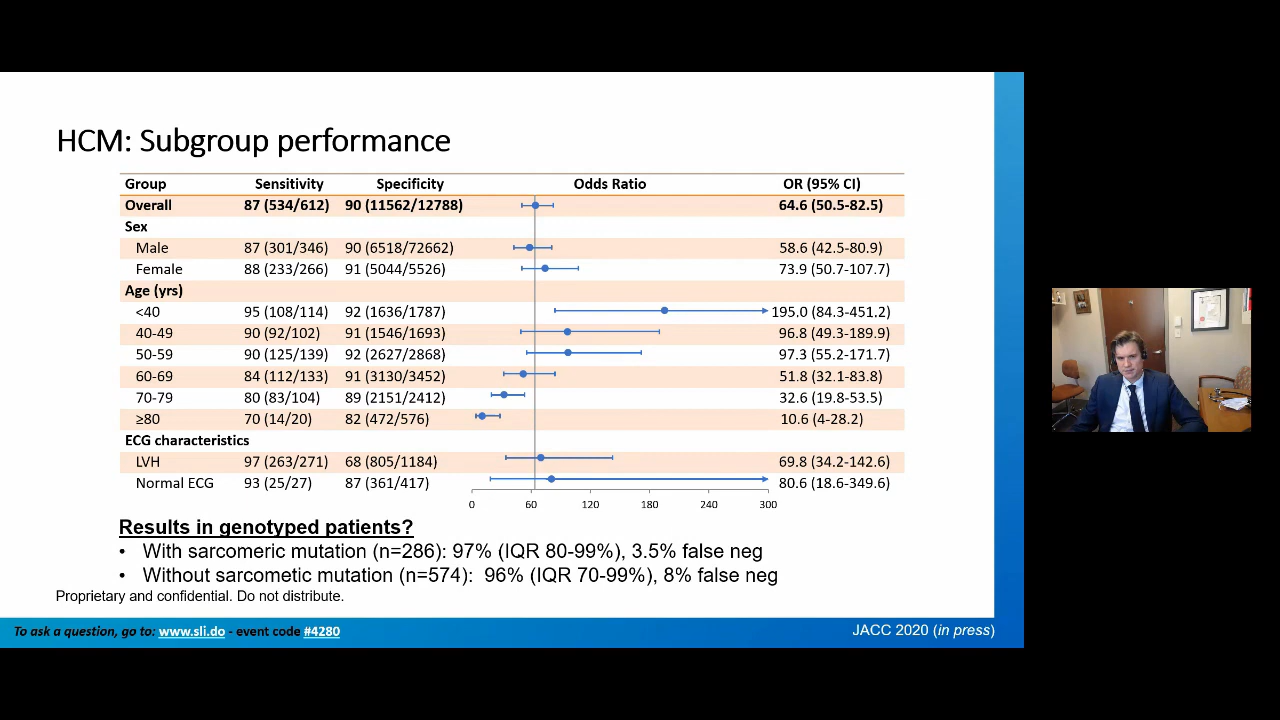 HCM: Subgroup performance
Group Sensitivity Specificity Odds Ratio OR (95% CI)
Overall 87 (534/612) 90 (11562/12788) 64.6 (50.5-82.5)
Sex
Male 87 (301/346) 90 (6518/72662) 58.6 (42.5-80.9)
Female 88 (233/266) 91 (5044/5526) 73.9 (50.7-107.7)
Age (yrs)
<40 95 (108/114) 92 (1636/1787) 195.0 (84.3-451.2)
40-49 90 (92/102) 91 (1546/1693) 96.8 (49.3-189.9)
50-59 90 (125/139) 92 (2627/2868) 97.3 (55.2-171.7)
60-69 84 (112/133) 91 (3130/3452) 51.8 (32.1-83.8)
70-79 80 (83/104) 89 (2151/2412) 32.6 (19.8-53.5)
≥80 70 (14/20) 82 (472/576) 10.6 (4-28.2)
ECG characteristics
LVH 97 (263/271) 68 (805/1184) 69.8 (34.2-142.6)
Normal ECG 93 (25/27) 87 (361/417) 80.6 (18.6-349.6)
0 60 120 180 240 300
Results in genotyped patients?
• With sarcomeric mutation (n=286): 97% (IQR 80-99%), 3.5% false neg
• Without sarcometic mutation (n=574): 96% (IQR 70-99%), 8% false neg
Proprietary and confidential. Do not distribute.
To ask a question, go to: www.sli.do - event code #4280
JACC 2020 (in press)